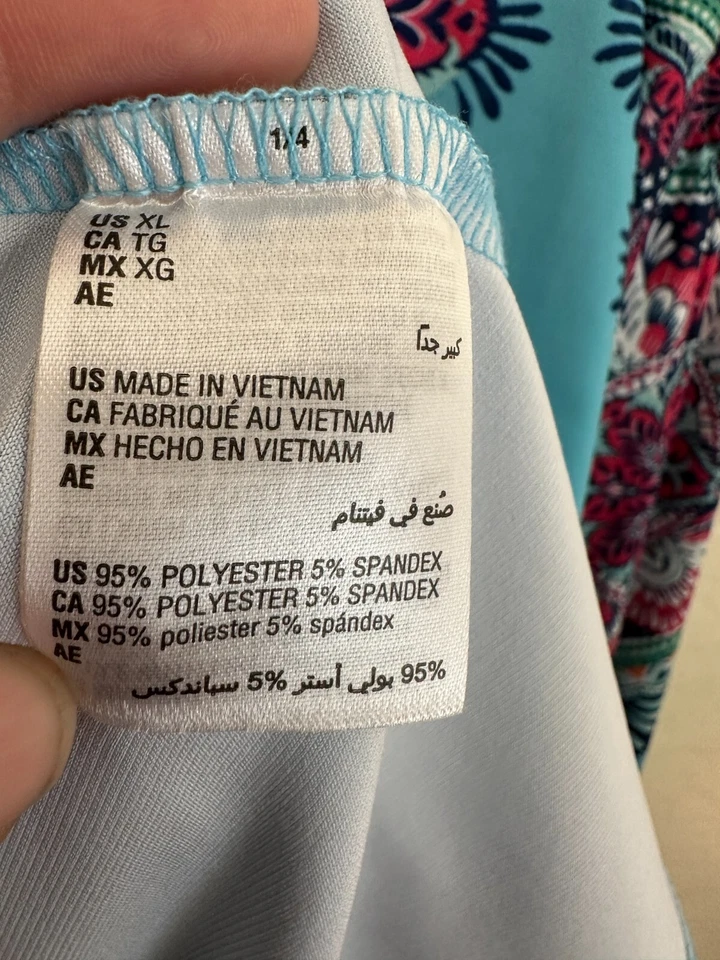 1/4
US XL
CA TG
MX XG
AE
كبير جداً
US MADE IN VIETNAM
CA FABRIQUÉ AU VIETNAM
MX HECHO EN VIETNAM
AE
صُنع في فيتنام
US 95% POLYESTER 5% SPANDEX
CA 95% POLYESTER 5% SPANDEX
MX 95% poliester 5% spándex
AE
95% بولي أستر 5% سباندكس